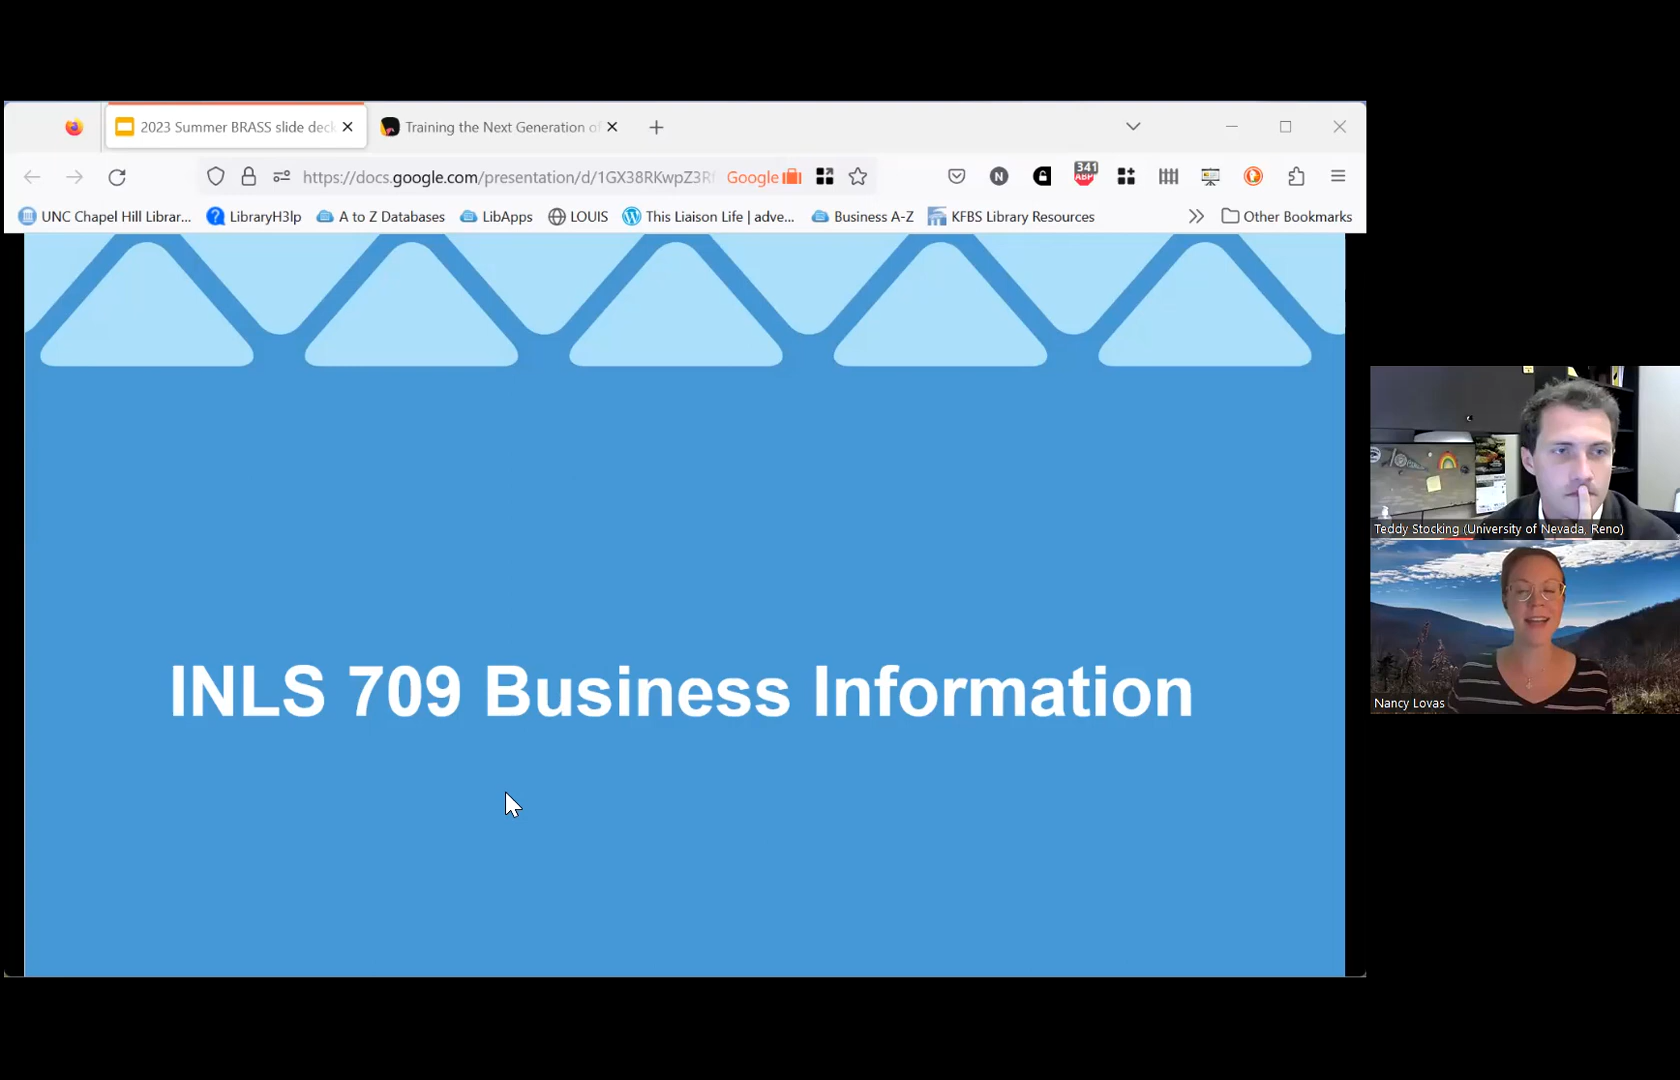 2023 Summer BRASS slide deck
Training the Next Generation of
https://docs.google.com/presentation/d/1GX38RKwpZ3R
Google
N
341
ABP
UNC Chapel Hill Librar...
LibraryH3lp
A to Z Databases
LibApps
LOUIS
This Liaison Life | adve...
Business A-Z
KFBS Library Resources
Other Bookmarks
INLS 709 Business Information
Teddy Stocking (University of Nevada, Reno)
Nancy Lovas